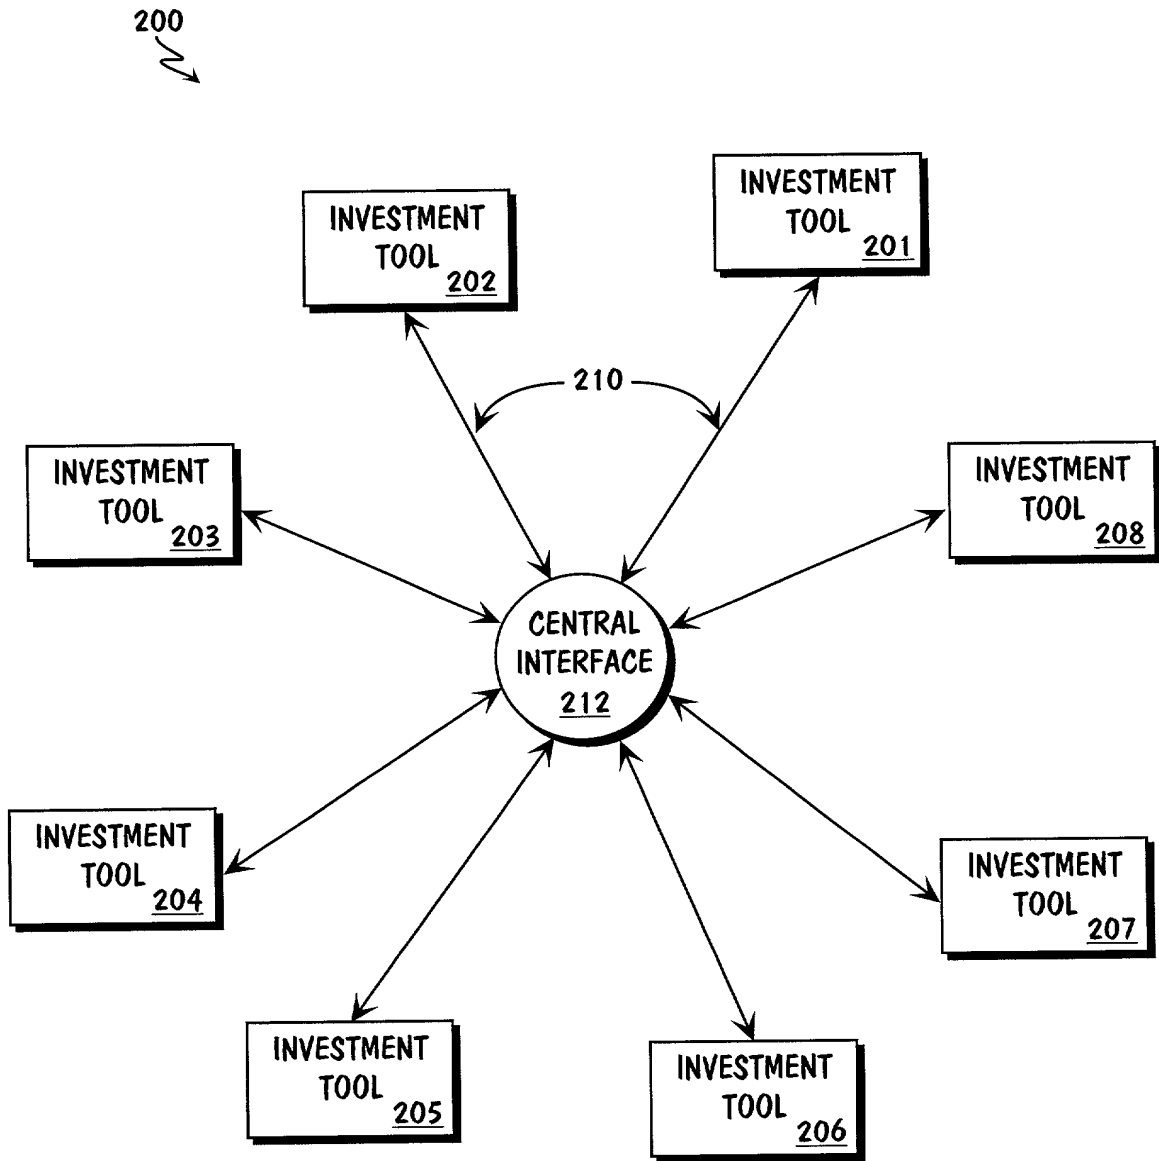 200
INVESTMENT
TOOL
201
INVESTMENT
TOOL
202
210
INVESTMENT
TOOL
203
INVESTMENT
TOOL
208
CENTRAL
INTERFACE
212
INVESTMENT
TOOL
204
INVESTMENT
TOOL
207
INVESTMENT
TOOL
205
INVESTMENT
TOOL
206